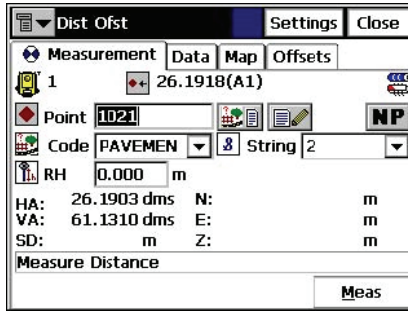 Dist Ofst Settings Close
Measurement Data Map Offsets
1 26.1918(A1)
Point 1021 NP
Code PAVEMEN 8 String 2
RH 0.000 m
HA: 26.1903 dms N: m
VA: 61.1310 dms E: m
SD: m Z: m
Measure Distance
Meas